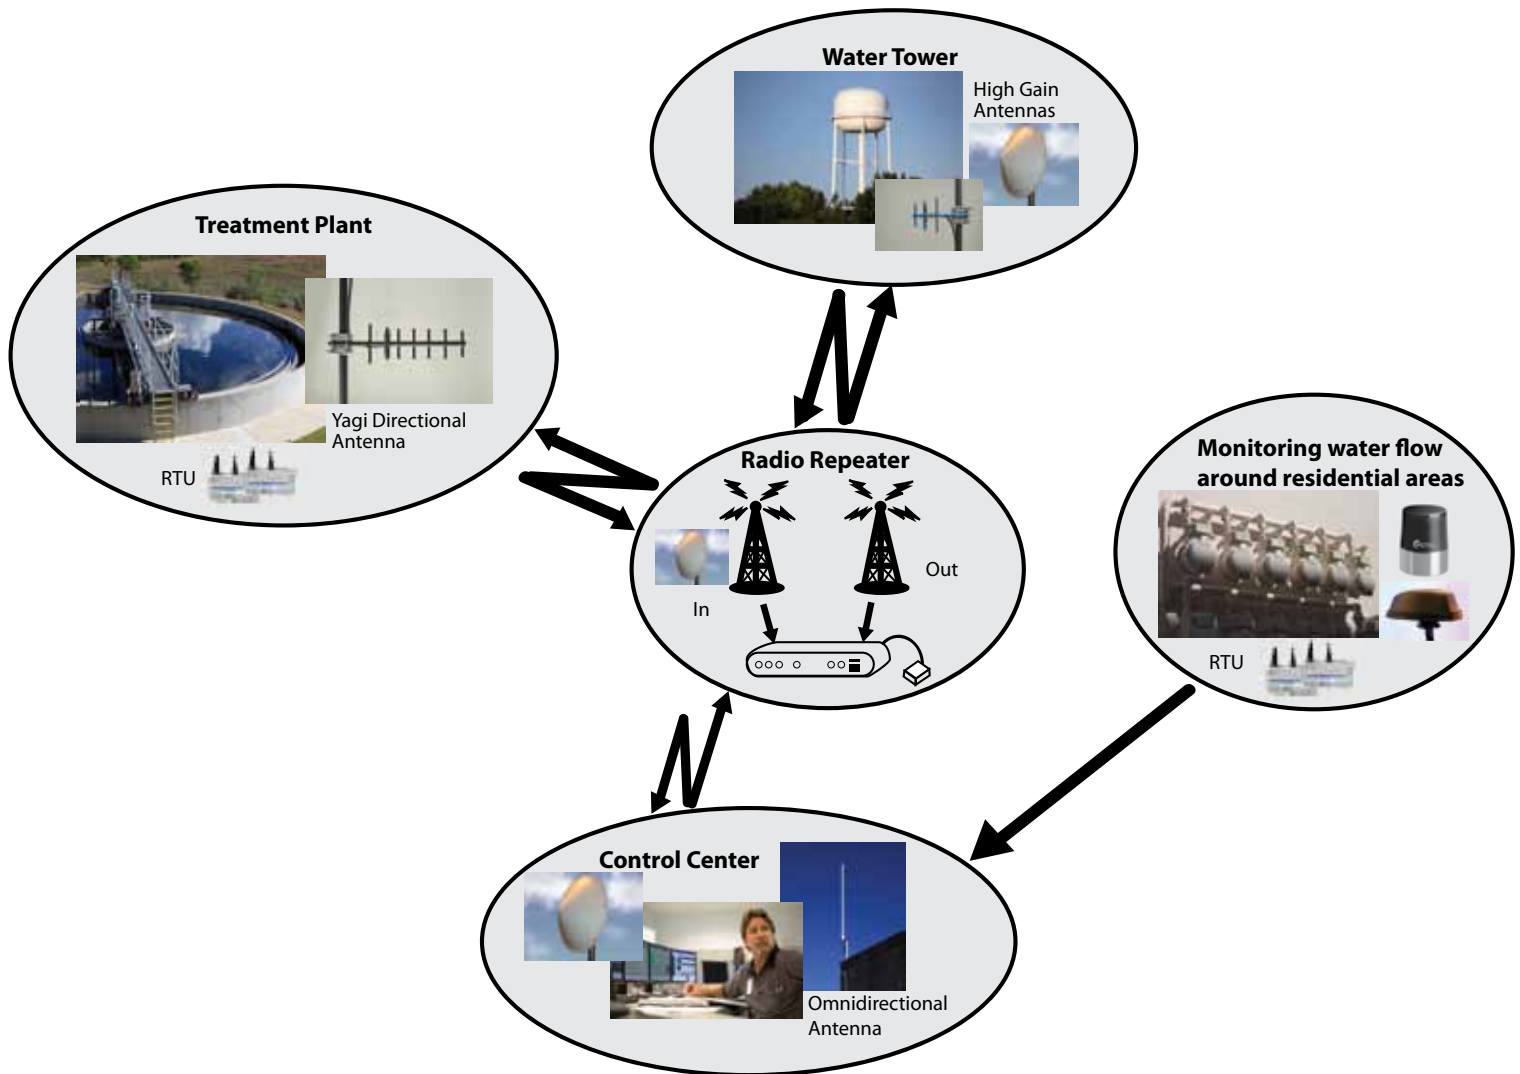 Water Tower
High Gain
Antennas
Treatment Plant
Yagi Directional
Antenna
RTU
Radio Repeater
In
Out
Monitoring water flow
around residential areas
RTU
Control Center
Omnidirectional
Antenna